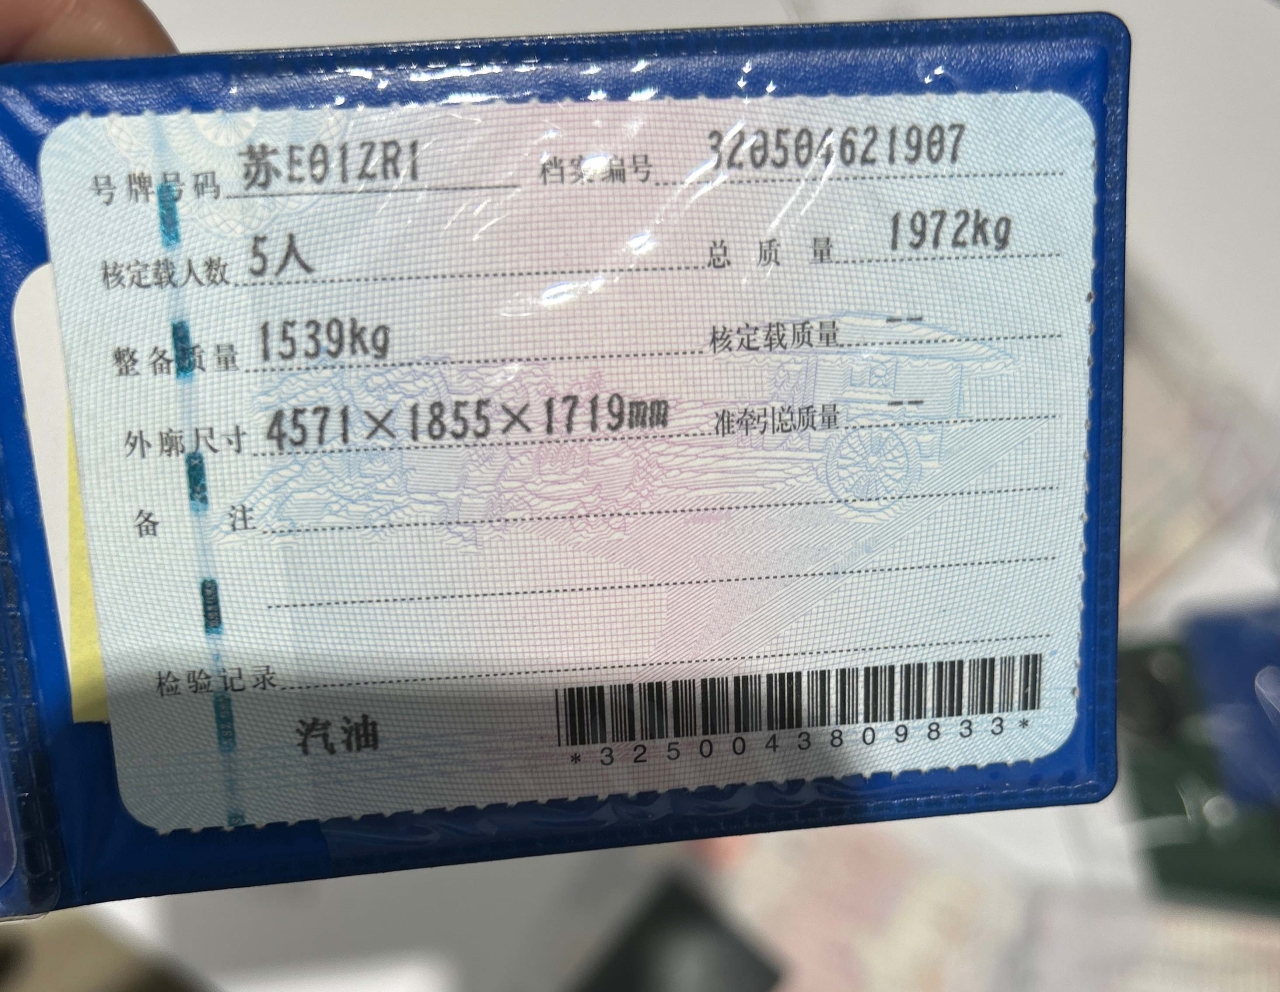 号牌号码 苏E01ZR1 档案编号 320504621907
核定载人数 5人 总质量 1972kg
整备质量 1539kg 核定载质量 --
外廓尺寸 4571×1855×1719mm 准牵引总质量 --
备注
检验记录
汽油
*3250043809833*